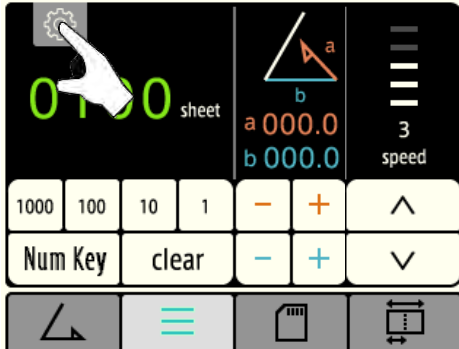 a
b
sheet
a 000.0
b 000.0
3
speed
1000 100 10 1 - +
Num Key clear - +